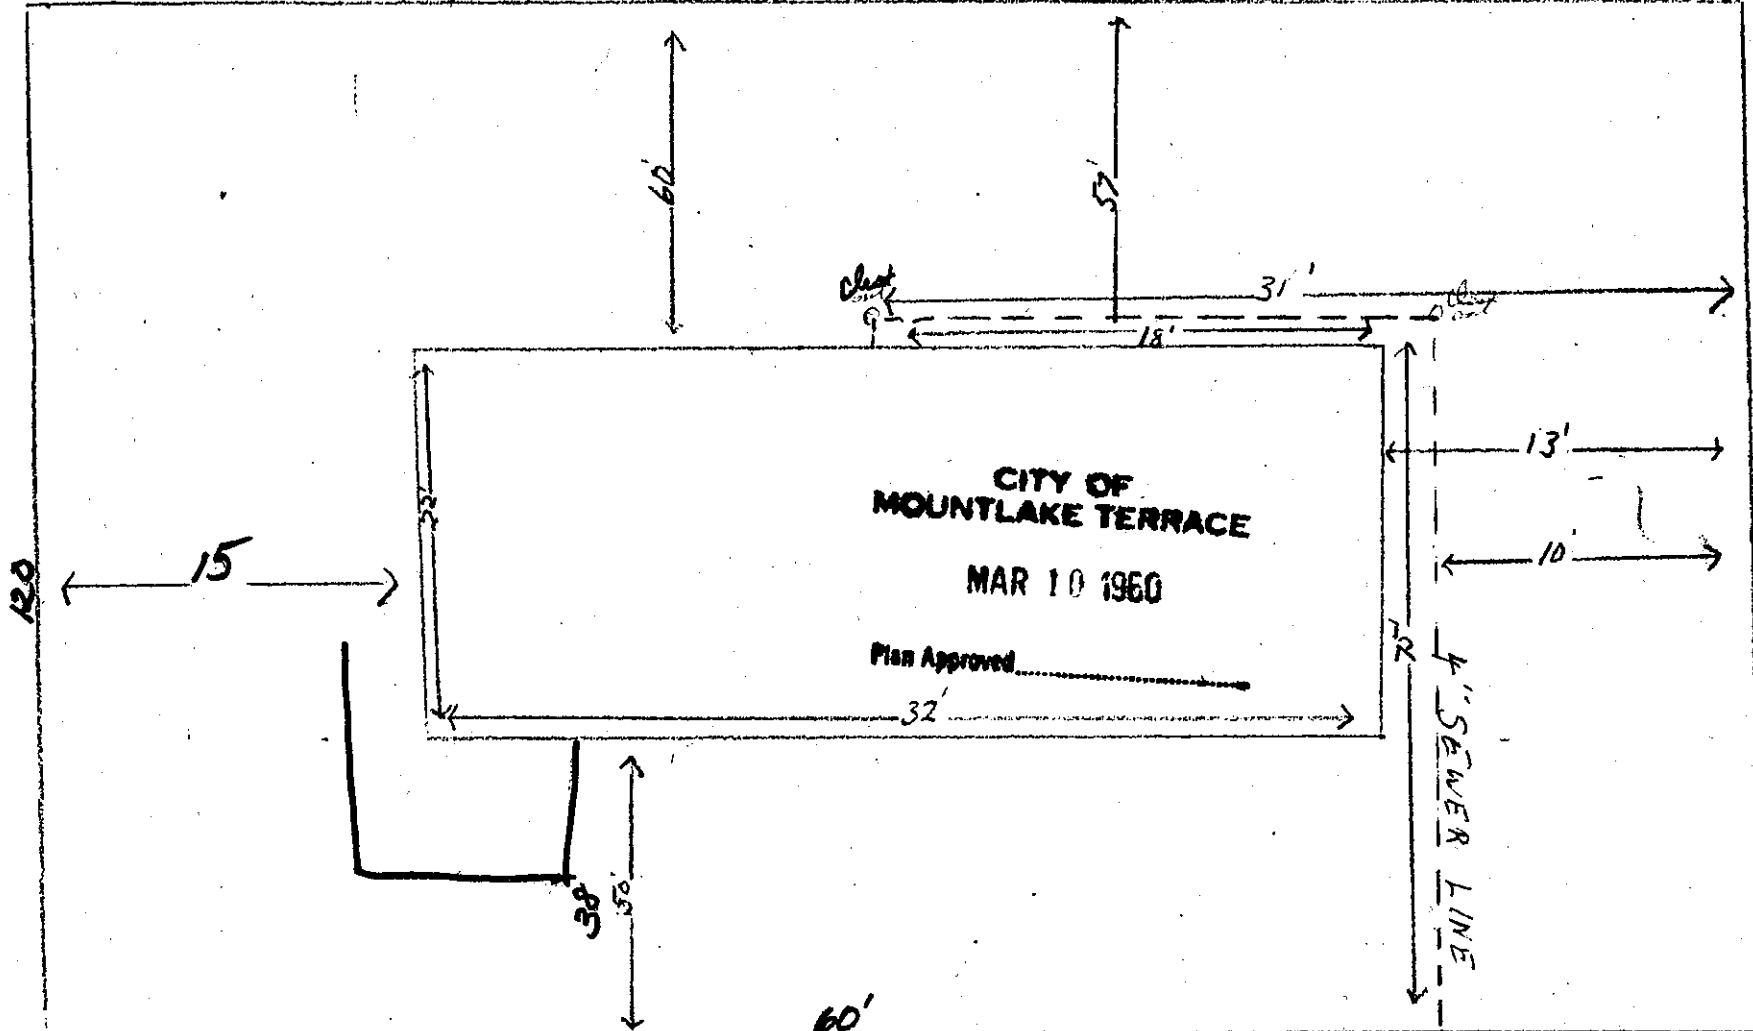 60'
57'
31'
18'
22'
13'
CITY OF
MOUNTLAKE TERRACE
15
10'
120
MAR 10 1960
Plan Approved
32'
4" SEWER LINE
38
50'
60'